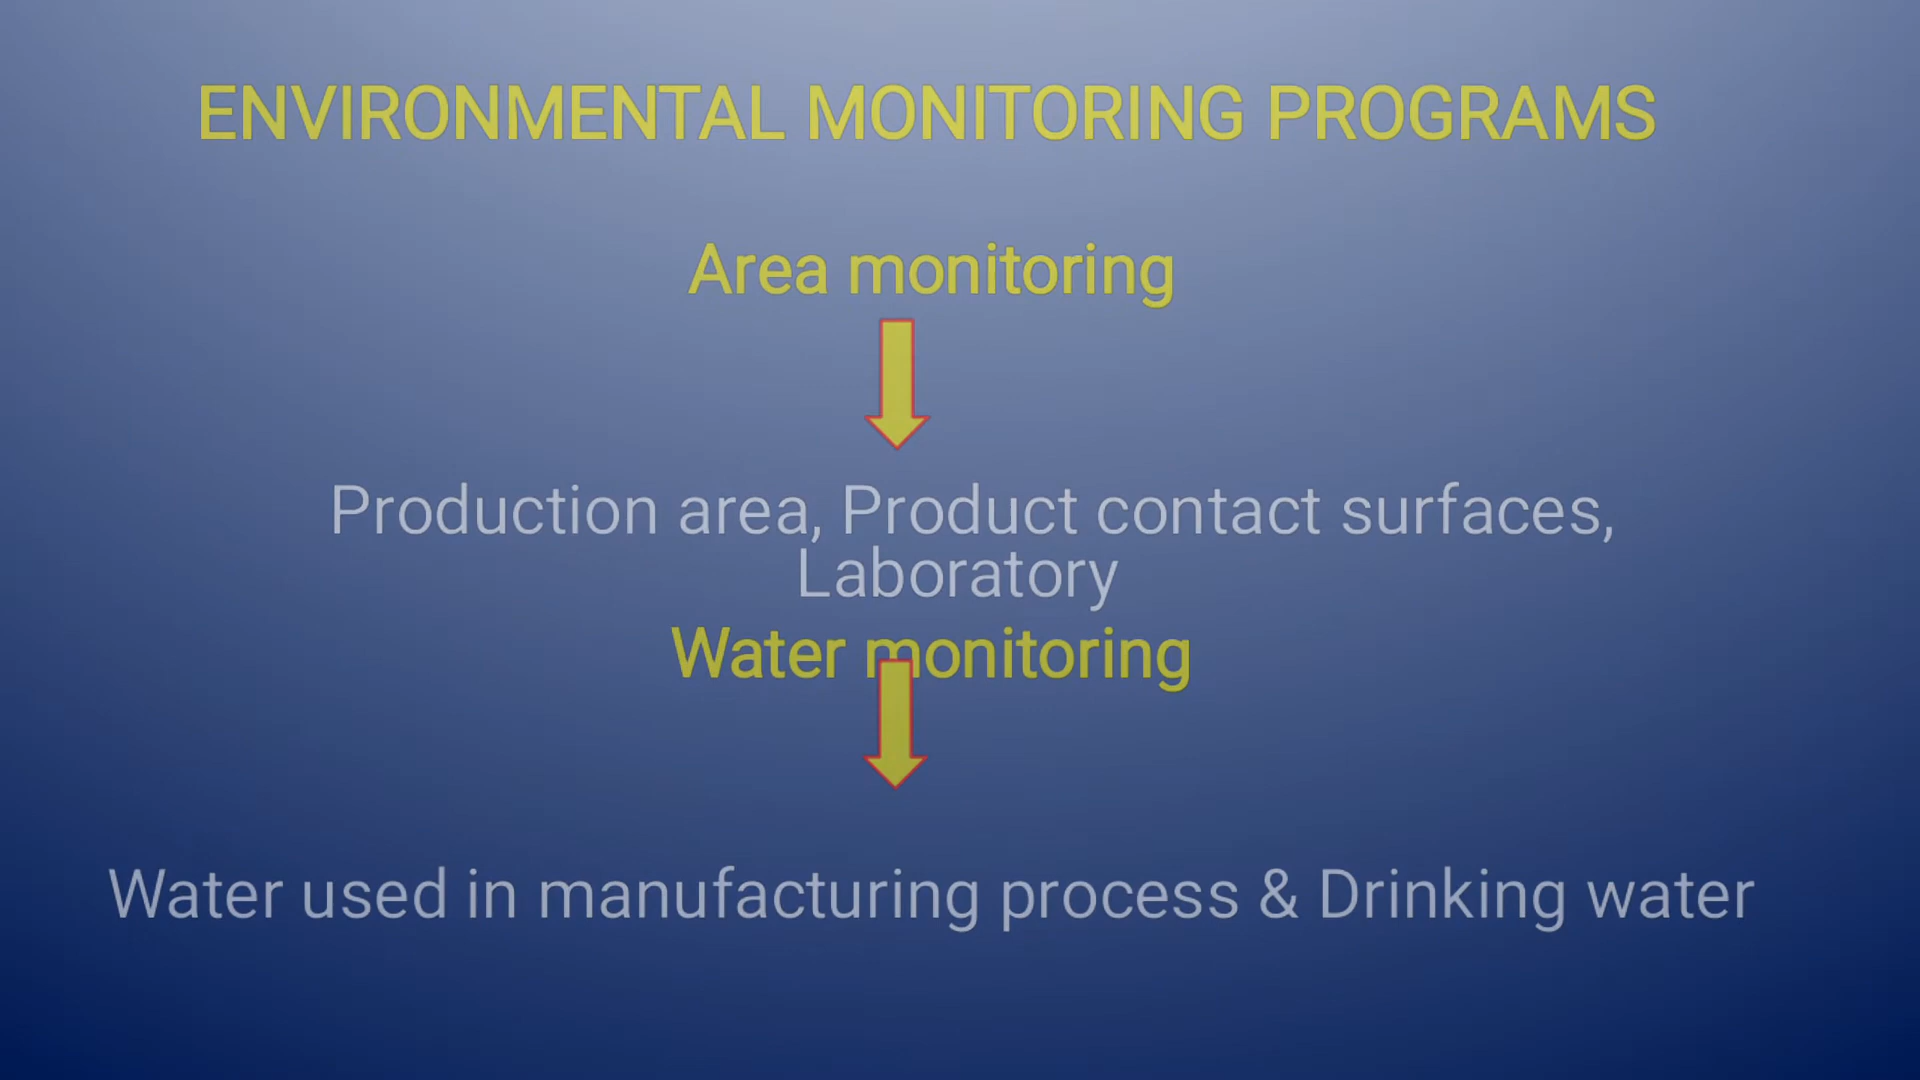 ENVIRONMENTAL MONITORING PROGRAMS
Area monitoring
Production area, Product contact surfaces,
Laboratory
Water monitoring
Water used in manufacturing process & Drinking water